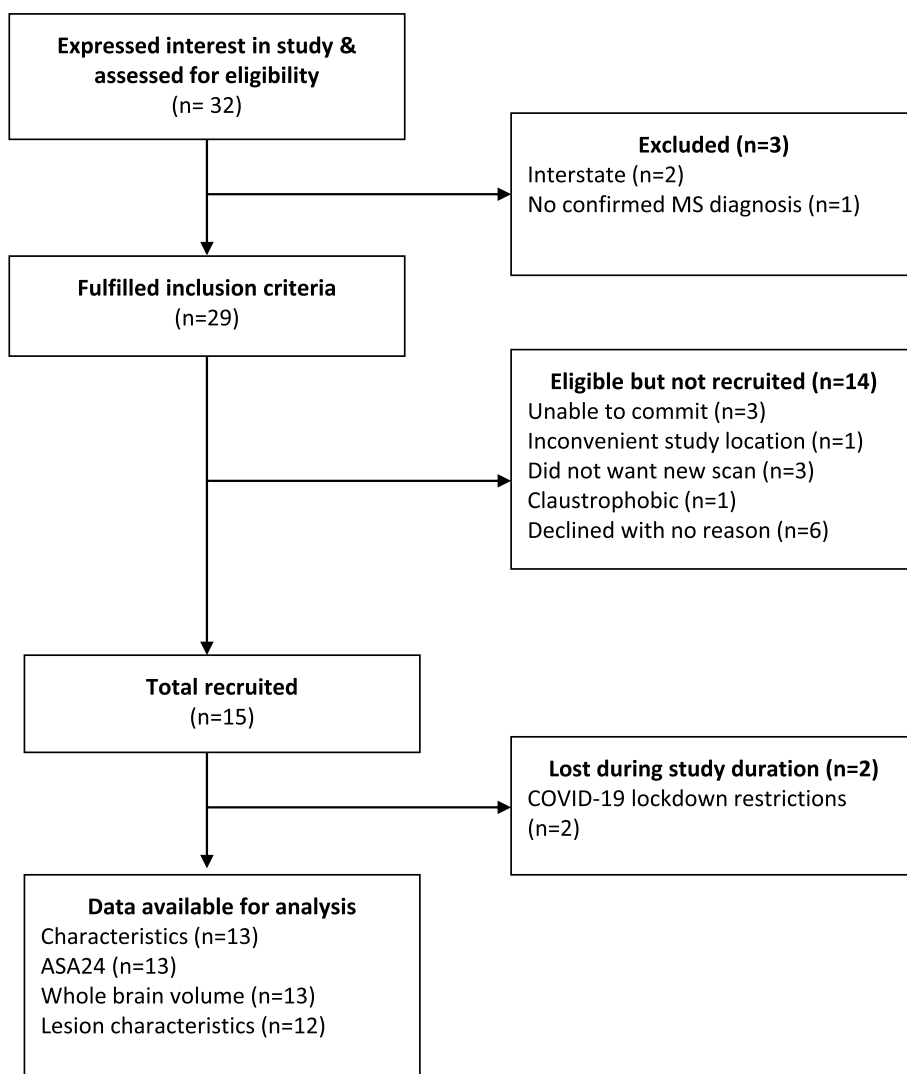 Expressed interest in study &
assessed for eligibility
(n= 32)
Excluded (n=3)
Interstate (n=2)
No confirmed MS diagnosis (n=1)
Fulfilled inclusion criteria
(n=29)
Eligible but not recruited (n=14)
Unable to commit (n=3)
Inconvenient study location (n=1)
Did not want new scan (n=3)
Claustrophobic (n=1)
Declined with no reason (n=6)
Total recruited
(n=15)
Lost during study duration (n=2)
COVID-19 lockdown restrictions
(n=2)
Data available for analysis
Characteristics (n=13)
ASA24 (n=13)
Whole brain volume (n=13)
Lesion characteristics (n=12)